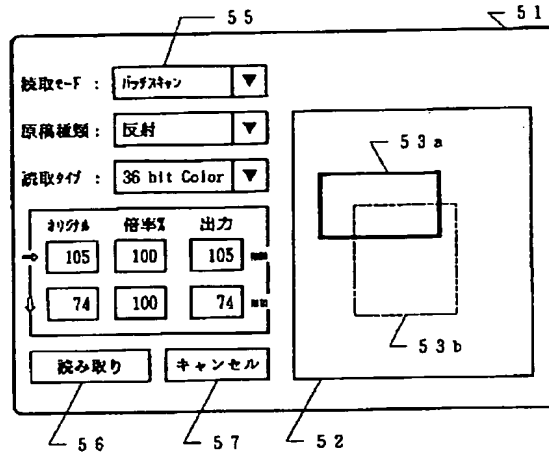 55
51
読取モード： バッチスキャン ▼
原稿種類： 反射 ▼
読取タイプ： 36 bit Color ▼
オリジナル 倍率% 出力
⇒ 105 100 105 mm
⇩ 74 100 74 mm
読み取り キャンセル
53a
53b
56
57
52